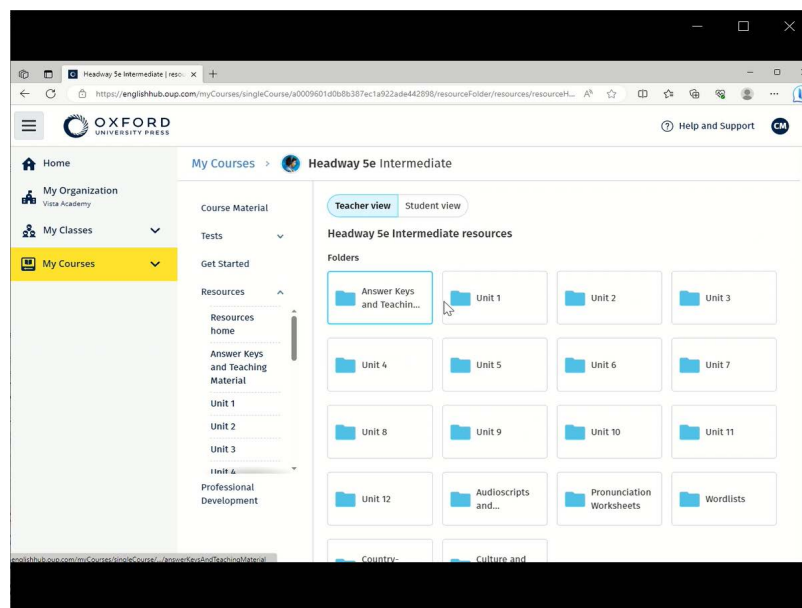 Headway 5e Intermediate | reso
https://englishhub.oup.com/myCourses/singleCourse/a0009601d0b8b387ec1a922ade442898/resourceFolder/resources/resourceH...
OXFORD
UNIVERSITY PRESS
Help and Support
CM
Home
My Organization
Vista Academy
My Classes
My Courses
My Courses > Headway 5e Intermediate
Course Material
Tests
Get Started
Resources
Resources
home
Answer Keys
and Teaching
Material
Unit 1
Unit 2
Unit 3
Unit 4
Professional
Development
Teacher view
Student view
Headway 5e Intermediate resources
Folders
Answer Keys
and Teachin...
Unit 1
Unit 2
Unit 3
Unit 4
Unit 5
Unit 6
Unit 7
Unit 8
Unit 9
Unit 10
Unit 11
Unit 12
Audioscripts
and...
Pronunciation
Worksheets
Wordlists
Country-
Culture and
englishhub.oup.com/myCourses/singleCourse/.../answerKeysAndTeachingMaterial